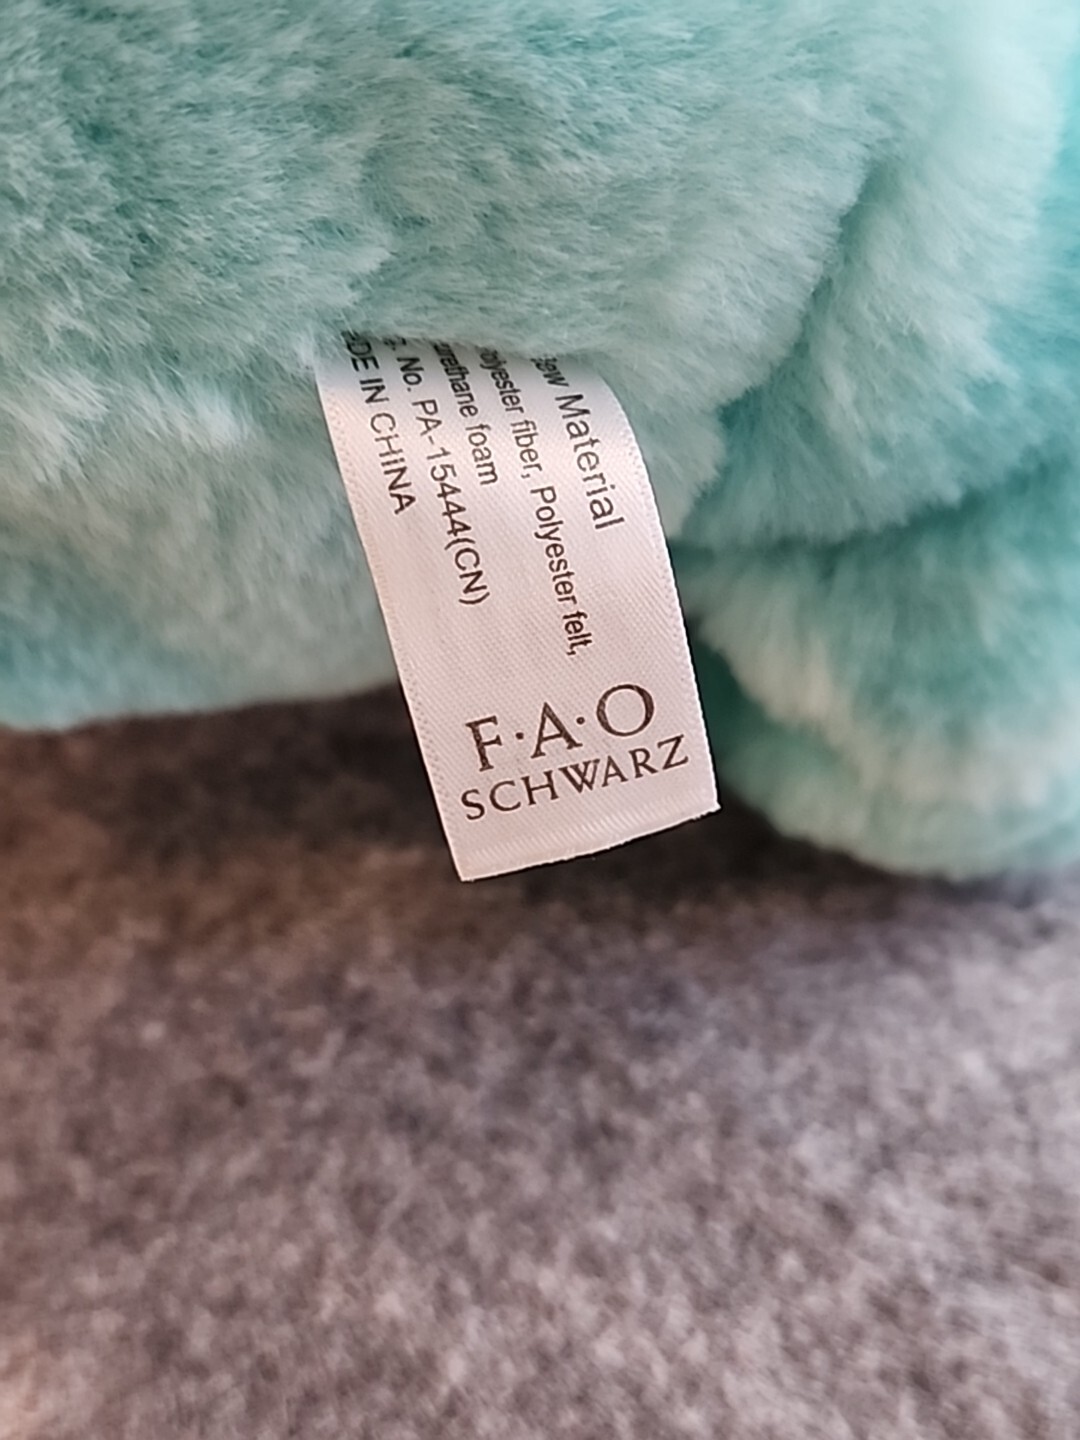 Material
fiber, Polyester felt,
foam
No. PA-15444(CN)
IN CHINA
F·A·O
SCHWARZ